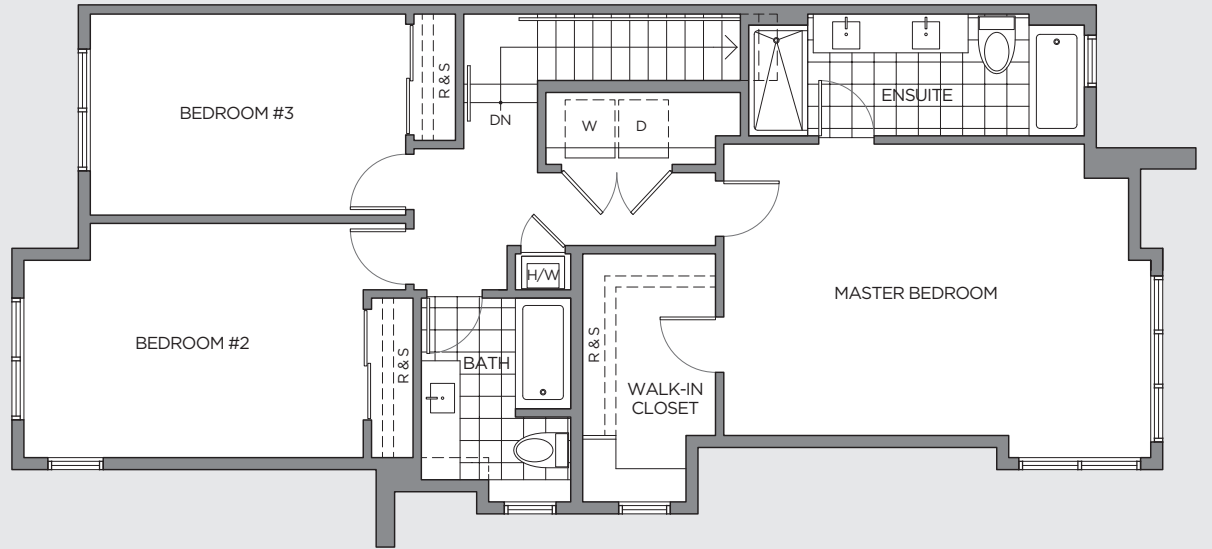 BEDROOM #3
R & S
DN
W
D
ENSUITE
H/W
MASTER BEDROOM
BEDROOM #2
R & S
BATH
R & S
WALK-IN
CLOSET